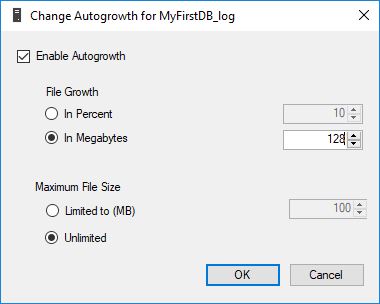 Change Autogrowth for MyFirstDB_log
Enable Autogrowth
File Growth
In Percent 10
In Megabytes 128
Maximum File Size
Limited to (MB) 100
Unlimited
OK Cancel